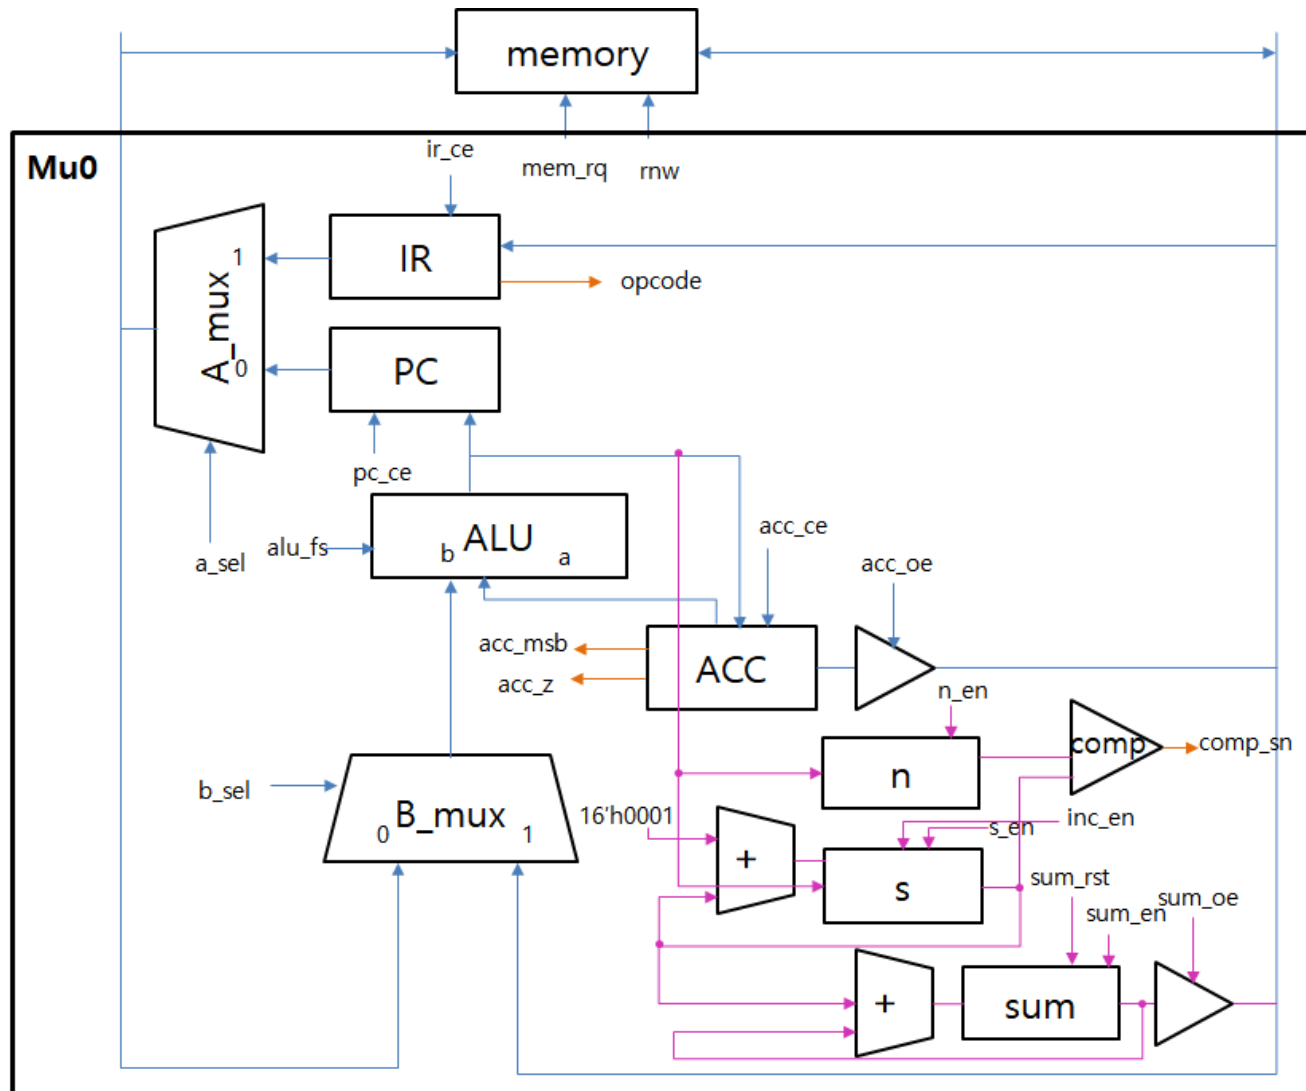 memory
Mu0
ir_ce
mem_rq
rnw
1
IR
opcode
A_mux
0
PC
pc_ce
a_sel
alu_fs
b
ALU
a
acc_ce
acc_oe
acc_msb
acc_z
ACC
n_en
comp
comp_sn
b_sel
0
B_mux
1
16'h0001
n
inc_en
s_en
+
s
sum_rst
sum_en
sum_oe
+
sum